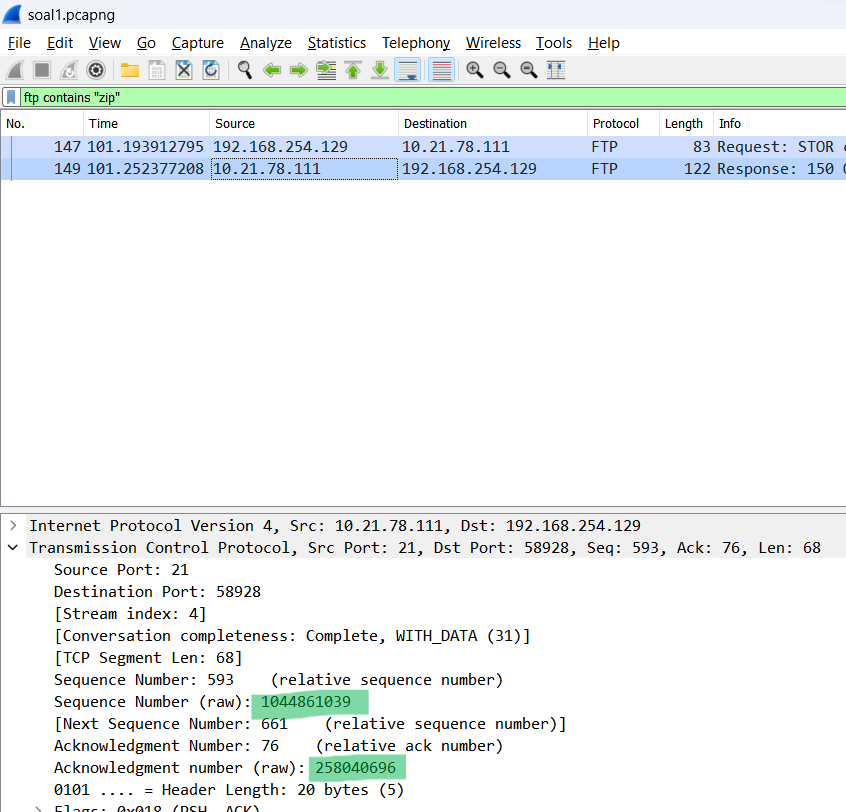 soal1.pcapng
File Edit View Go Capture Analyze Statistics Telephony Wireless Tools Help
ftp contains "zip"
No. Time Source Destination Protocol Length Info
147 101.193912795 192.168.254.129 10.21.78.111 FTP 83 Request: STOR
149 101.252377208 10.21.78.111 192.168.254.129 FTP 122 Response: 150
Internet Protocol Version 4, Src: 10.21.78.111, Dst: 192.168.254.129
Transmission Control Protocol, Src Port: 21, Dst Port: 58928, Seq: 593, Ack: 76, Len: 68
Source Port: 21
Destination Port: 58928
[Stream index: 4]
[Conversation completeness: Complete, WITH_DATA (31)]
[TCP Segment Len: 68]
Sequence Number: 593 (relative sequence number)
Sequence Number (raw): 1044861039
[Next Sequence Number: 661 (relative sequence number)]
Acknowledgment Number: 76 (relative ack number)
Acknowledgment number (raw): 258040696
0101 .... = Header Length: 20 bytes (5)
Flags: 0x018 (PSH, ACK)